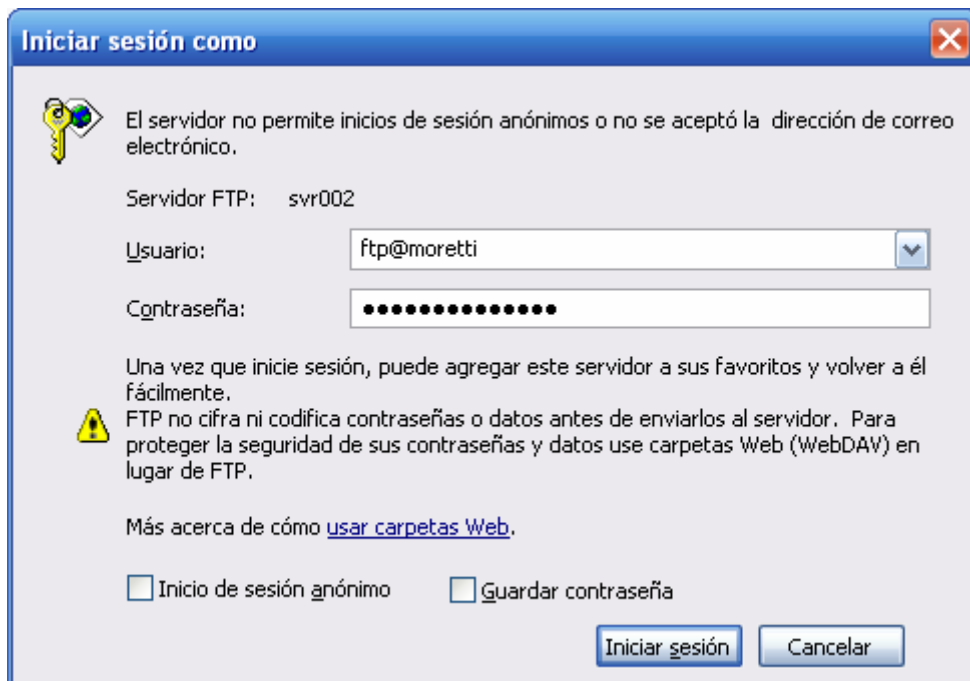 Iniciar sesión como
El servidor no permite inicios de sesión anónimos o no se aceptó la  dirección de correo
electrónico.
Servidor FTP: svr002
Usuario: ftp@moretti
Contraseña: ••••••••••••••
Una vez que inicie sesión, puede agregar este servidor a sus favoritos y volver a él
fácilmente.
FTP no cifra ni codifica contraseñas o datos antes de enviarlos al servidor.  Para
proteger la seguridad de sus contraseñas y datos use carpetas Web (WebDAV) en
lugar de FTP.
Más acerca de cómo usar carpetas Web.
Inicio de sesión anónimo Guardar contraseña
Iniciar sesión Cancelar